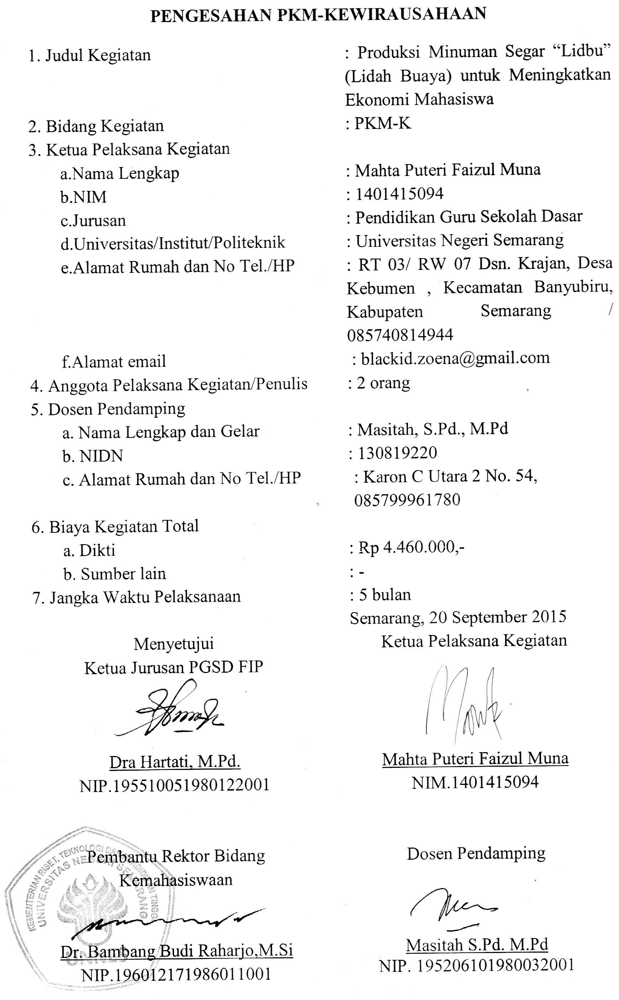 PENGESAHAN PKM-KEWIRAUSAHAAN
1. Judul Kegiatan : Produksi Minuman Segar “Lidbu”
(Lidah Buaya) untuk Meningkatkan
Ekonomi Mahasiswa
2. Bidang Kegiatan : PKM-K
3. Ketua Pelaksana Kegiatan
a.Nama Lengkap : Mahta Puteri Faizul Muna
b.NIM : 1401415094
c.Jurusan : Pendidikan Guru Sekolah Dasar
d.Universitas/Institut/Politeknik : Universitas Negeri Semarang
e.Alamat Rumah dan No Tel./HP : RT 03/ RW 07 Dsn. Krajan, Desa
Kebumen , Kecamatan Banyubiru,
Kabupaten Semarang /
085740814944
f.Alamat email : blackid.zoena@gmail.com
4. Anggota Pelaksana Kegiatan/Penulis : 2 orang
5. Dosen Pendamping
a. Nama Lengkap dan Gelar : Masitah, S.Pd., M.Pd
b. NIDN : 130819220
c. Alamat Rumah dan No Tel./HP : Karon C Utara 2 No. 54,
085799961780
6. Biaya Kegiatan Total
a. Dikti : Rp 4.460.000,-
b. Sumber lain : -
7. Jangka Waktu Pelaksanaan : 5 bulan
Semarang, 20 September 2015
Menyetujui
Ketua Jurusan PGSD FIP
Ketua Pelaksana Kegiatan
Dra Hartati, M.Pd.
NIP.195510051980122001
Mahta Puteri Faizul Muna
NIM.1401415094
KEMENTERIAN RISET, TEKNOLOGI DAN PENDIDIKAN TINGGI
UNIVERSITAS NEGERI SEMARANG
UNNES
Pembantu Rektor Bidang
Kemahasiswaan
Dosen Pendamping
Dr. Bambang Budi Raharjo,M.Si
NIP.196012171986011001
Masitah S.Pd. M.Pd
NIP. 195206101980032001